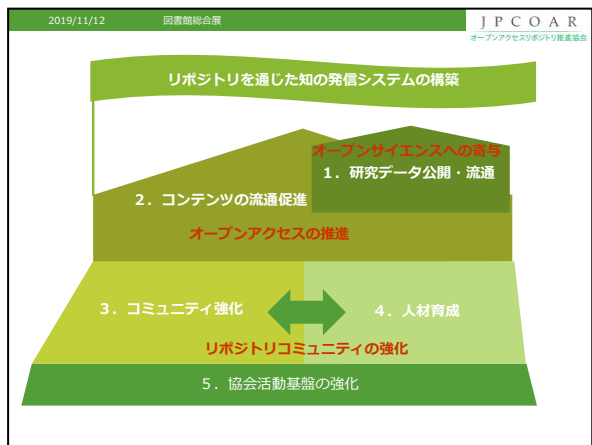 2019/11/12 図書館総合展
JPCOAR
オープンアクセスリポジトリ推進協会
リポジトリを通じた知の発信システムの構築
オープンサイエンスへの寄与
1．研究データ公開・流通
2．コンテンツの流通促進
オープンアクセスの推進
3．コミュニティ強化
4．人材育成
リポジトリコミュニティの強化
5．協会活動基盤の強化